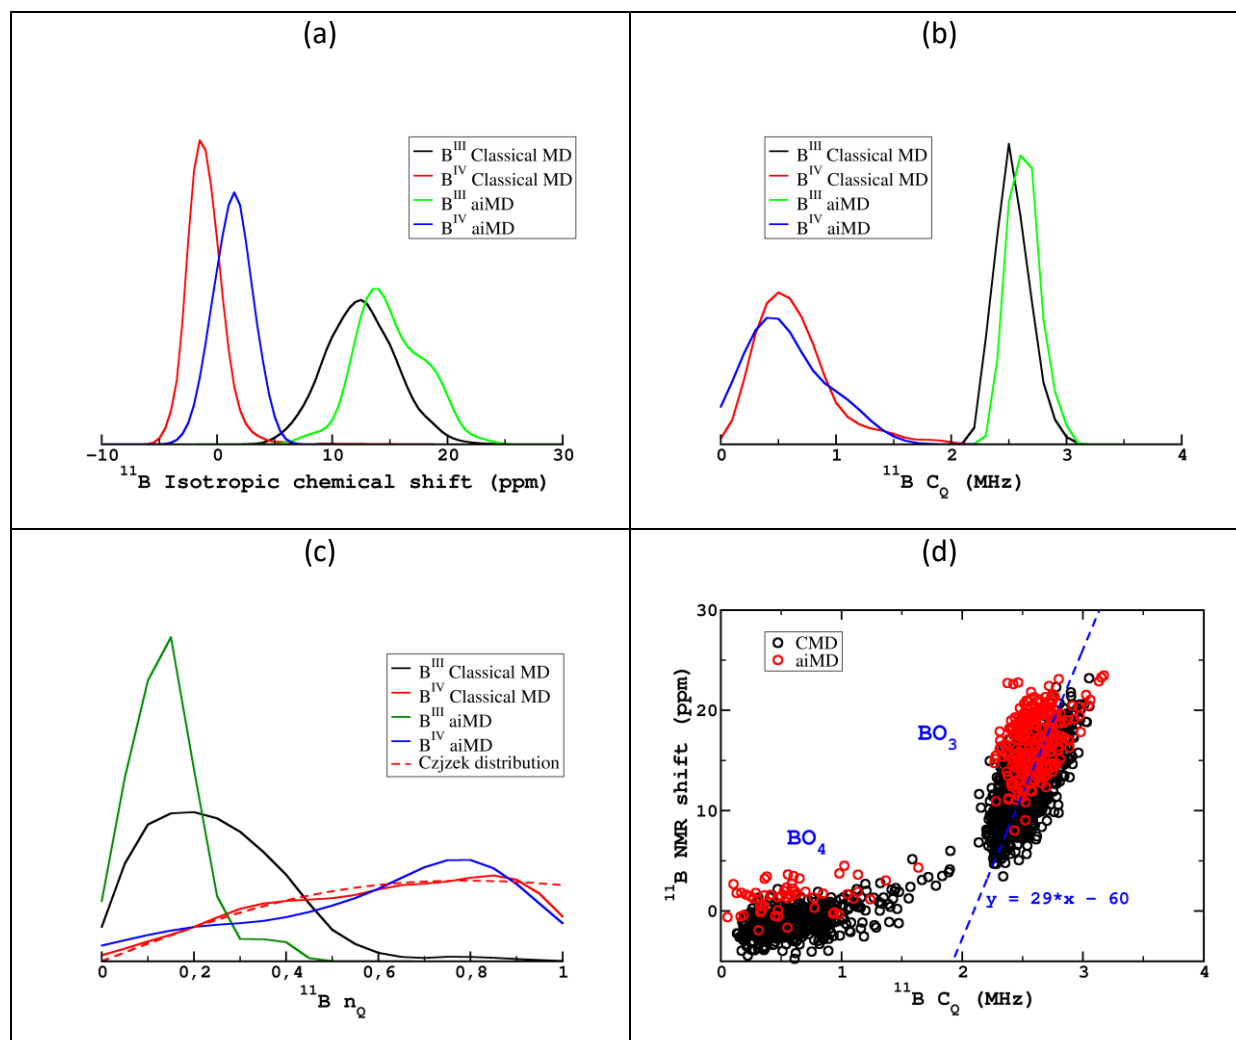 (a)
B^III Classical MD
B^IV Classical MD
B^III aiMD
B^IV aiMD
−10 0 10 20 30
^11B Isotropic chemical shift (ppm)
(b)
B^III Classical MD
B^IV Classical MD
B^III aiMD
B^IV aiMD
0 1 2 3 4
^11B C_Q (MHz)
(c)
B^III Classical MD
B^IV Classical MD
B^III aiMD
B^IV aiMD
Czjzek distribution
0 0,2 0,4 0,6 0,8 1
^11B n_Q
(d)
30
20
10
0
^11B NMR shift (ppm)
CMD
aiMD
BO_3
BO_4
y = 29*x − 60
0 1 2 3 4
^11B C_Q (MHz)